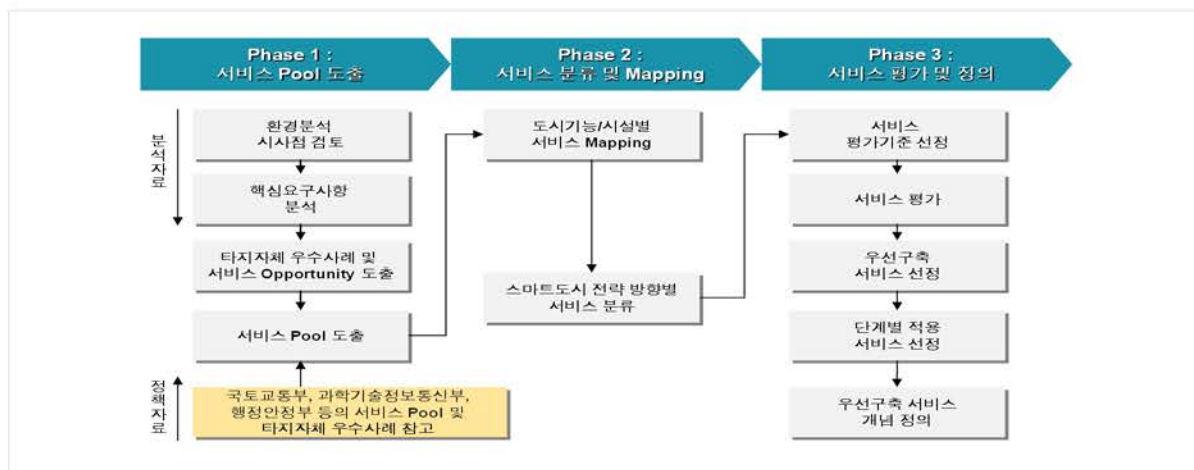 Phase 1 :
서비스 Pool 도출
Phase 2 :
서비스 분류 및 Mapping
Phase 3 :
서비스 평가 및 정의
분석자료
환경분석
시사점 검토
핵심요구사항
분석
타지자체 우수사례 및
서비스 Opportunity 도출
서비스 Pool 도출
정책자료
국토교통부, 과학기술정보통신부,
행정안정부 등의 서비스 Pool 및
타지자체 우수사례 참고
도시기능/시설별
서비스 Mapping
스마트도시 전략 방향별
서비스 분류
서비스
평가기준 선정
서비스 평가
우선구축
서비스 선정
단계별 적용
서비스 선정
우선구축 서비스
개념 정의